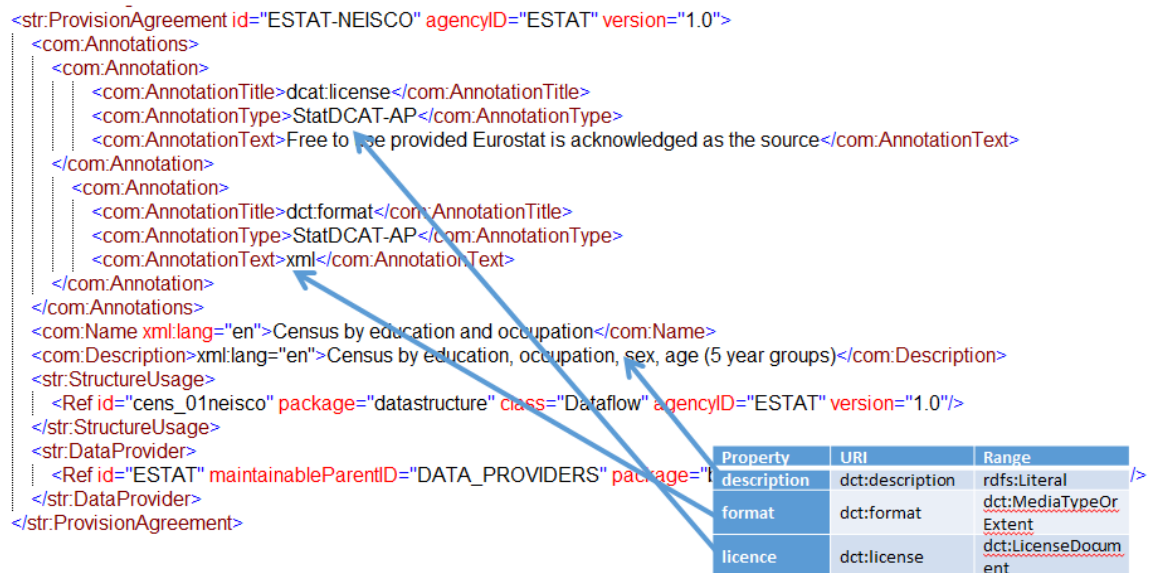 <str:ProvisionAgreement id="ESTAT-NEISCO" agencyID="ESTAT" version="1.0">
<com:Annotations>
<com:Annotation>
<com:AnnotationTitle>dcat:license</com:AnnotationTitle>
<com:AnnotationType>StatDCAT-AP</com:AnnotationType>
<com:AnnotationText>Free to use provided Eurostat is acknowledged as the source</com:AnnotationText>
</com:Annotation>
<com:Annotation>
<com:AnnotationTitle>dct:format</com:AnnotationTitle>
<com:AnnotationType>StatDCAT-AP</com:AnnotationType>
<com:AnnotationText>xml</com:AnnotationText>
</com:Annotation>
</com:Annotations>
<com:Name xml:lang="en">Census by education and occupation</com:Name>
<com:Description>xml:lang="en">Census by education, occupation, sex, age (5 year groups)</com:Description>
<str:StructureUsage>
<Ref id="cens_01neisco" package="datastructure" class="Dataflow" agencyID="ESTAT" version="1.0"/>
</str:StructureUsage>
<str:DataProvider>
<Ref id="ESTAT" maintainableParentID="DATA_PROVIDERS" package=" />
</str:DataProvider>
</str:ProvisionAgreement>
Property URI Range
description dct:description rdfs:Literal
format dct:format dct:MediaTypeOr
Extent
licence dct:license dct:LicenseDocum
ent